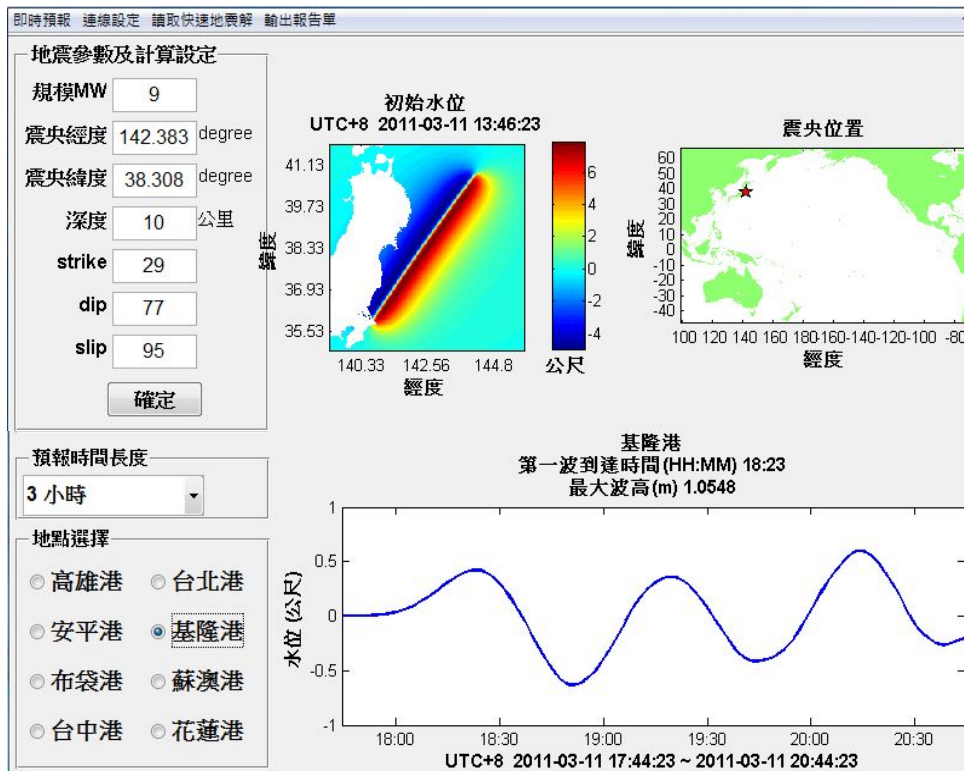 即時預報 連線設定 讀取快速地震解 輸出報告單
地震參數及計算設定
規模MW 9
震央經度 142.383 degree
震央緯度 38.308 degree
深度 10 公里
strike 29
dip 77
slip 95
確定
預報時間長度
3 小時
地點選擇
高雄港 台北港
安平港 基隆港
布袋港 蘇澳港
台中港 花蓮港
初始水位
UTC+8 2011-03-11 13:46:23
41.13
39.73
38.33
36.93
35.53
緯度
140.33 142.56 144.8
經度
6
4
2
0
-2
-4
公尺
震央位置
60
50
40
30
20
10
0
-10
-20
-30
-40
緯度
100 120 140 160 180-160-140-120-100 -80
經度
基隆港
第一波到達時間(HH:MM) 18:23
最大波高(m) 1.0548
1
0.5
0
-0.5
-1
水位 (公尺)
18:00 18:30 19:00 19:30 20:00 20:30
UTC+8 2011-03-11 17:44:23 ~ 2011-03-11 20:44:23